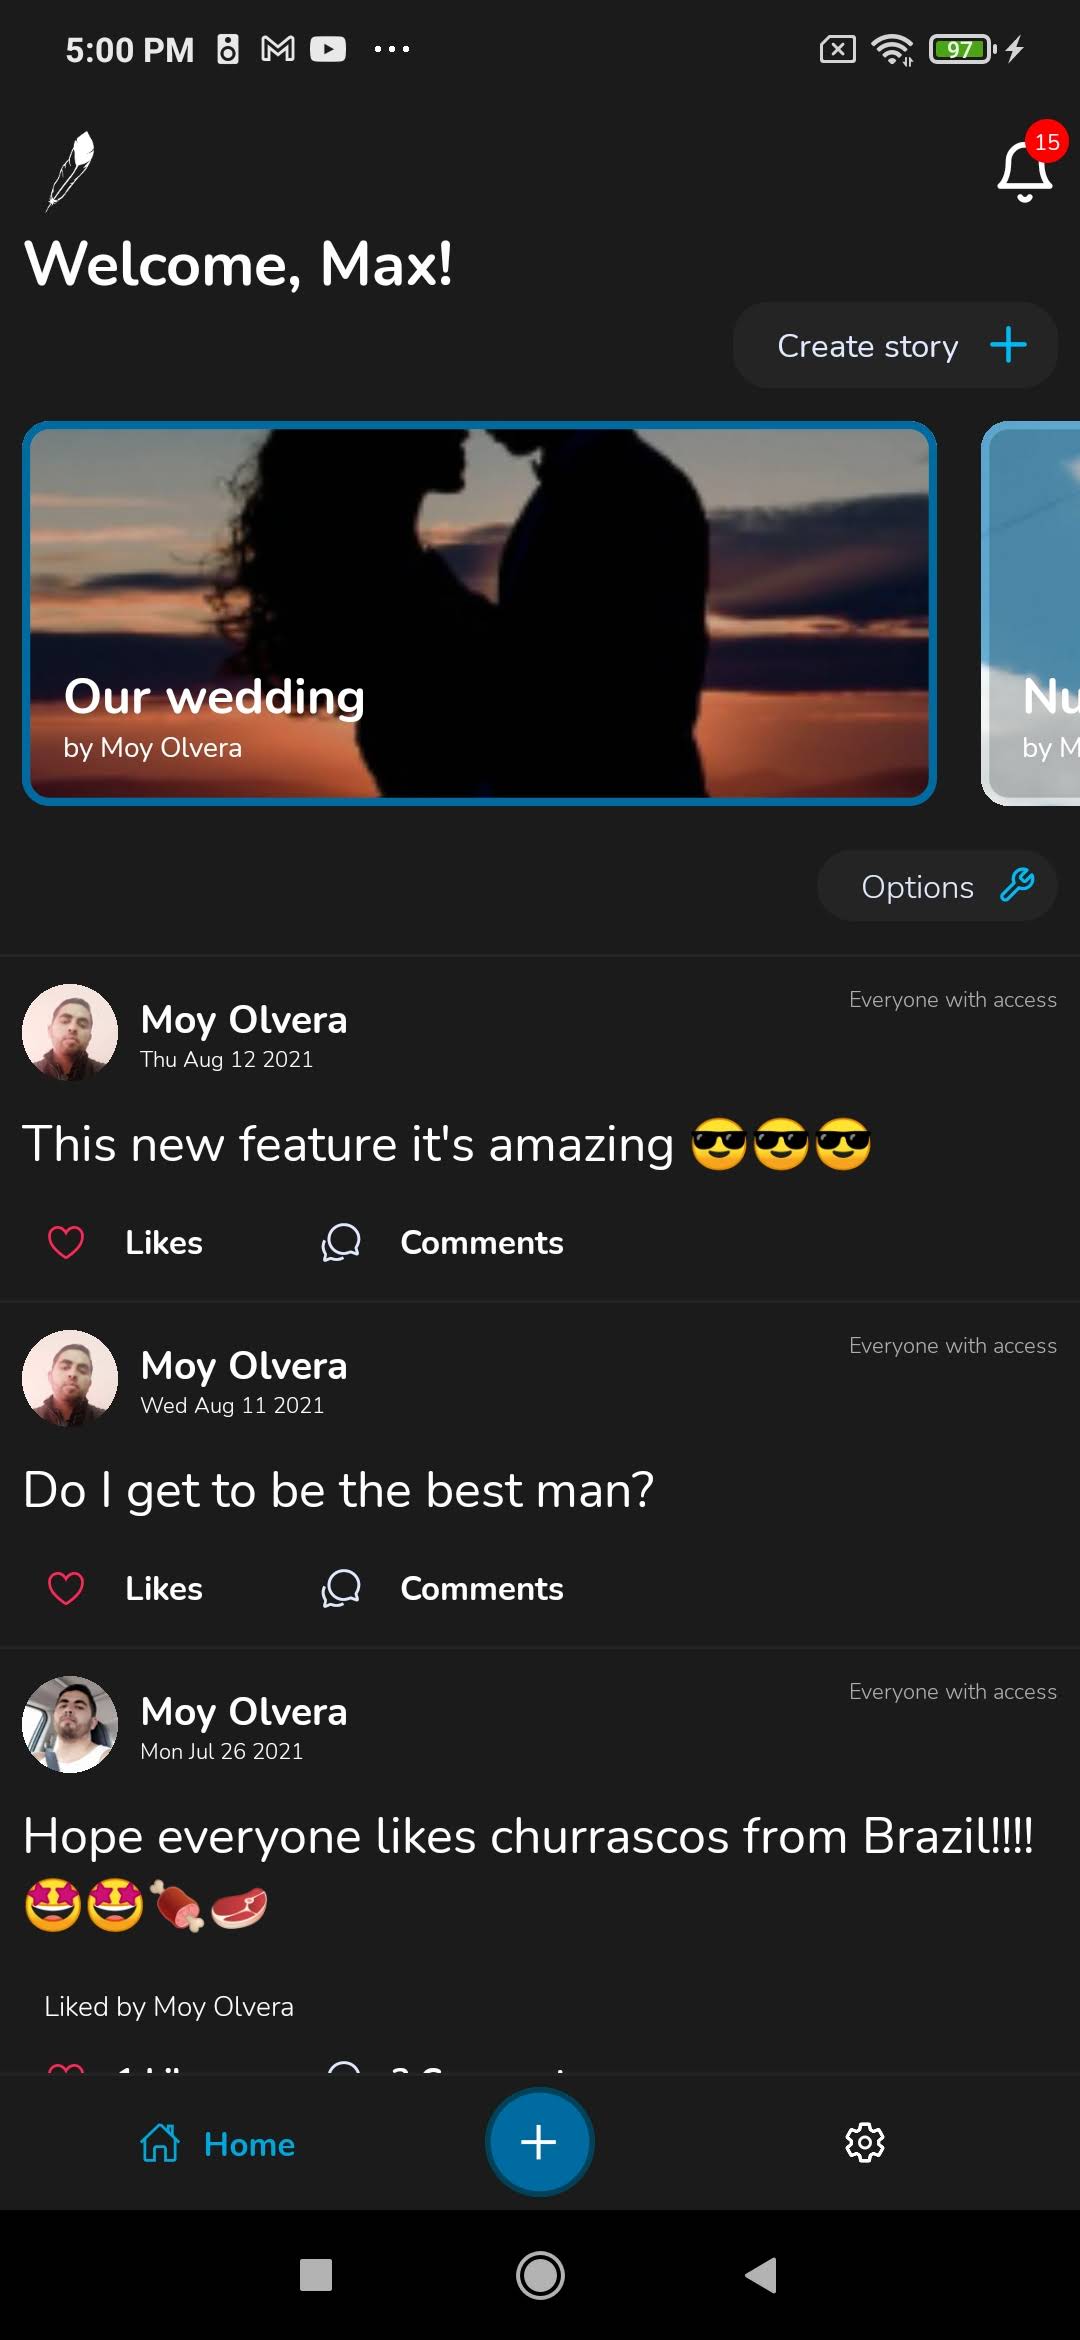 5:00 PM
97
15
Welcome, Max!
Create story
Our wedding
by Moy Olvera
Nu
by M
Options
Moy Olvera
Everyone with access
Thu Aug 12 2021
This new feature it's amazing 😎😎😎
Likes Comments
Moy Olvera
Everyone with access
Wed Aug 11 2021
Do I get to be the best man?
Likes Comments
Moy Olvera
Everyone with access
Mon Jul 26 2021
Hope everyone likes churrascos from Brazil!!!!
🤩🤩🍖🥩
Liked by Moy Olvera
Home